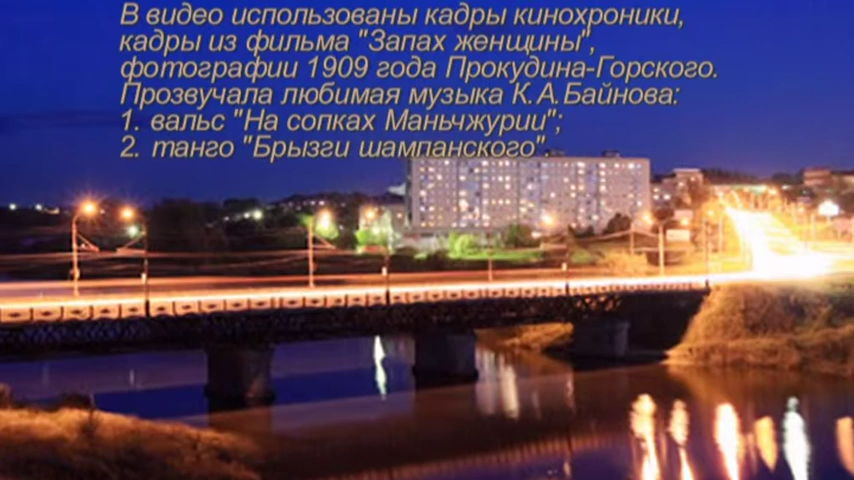 В видео использованы кадры кинохроники,
кадры из фильма "Запах женщины",
фотографии 1909 года Прокудина-Горского.
Прозвучала любимая музыка К.А.Байнова:
1. вальс "На сопках Маньчжурии";
2. танго "Брызги шампанского".